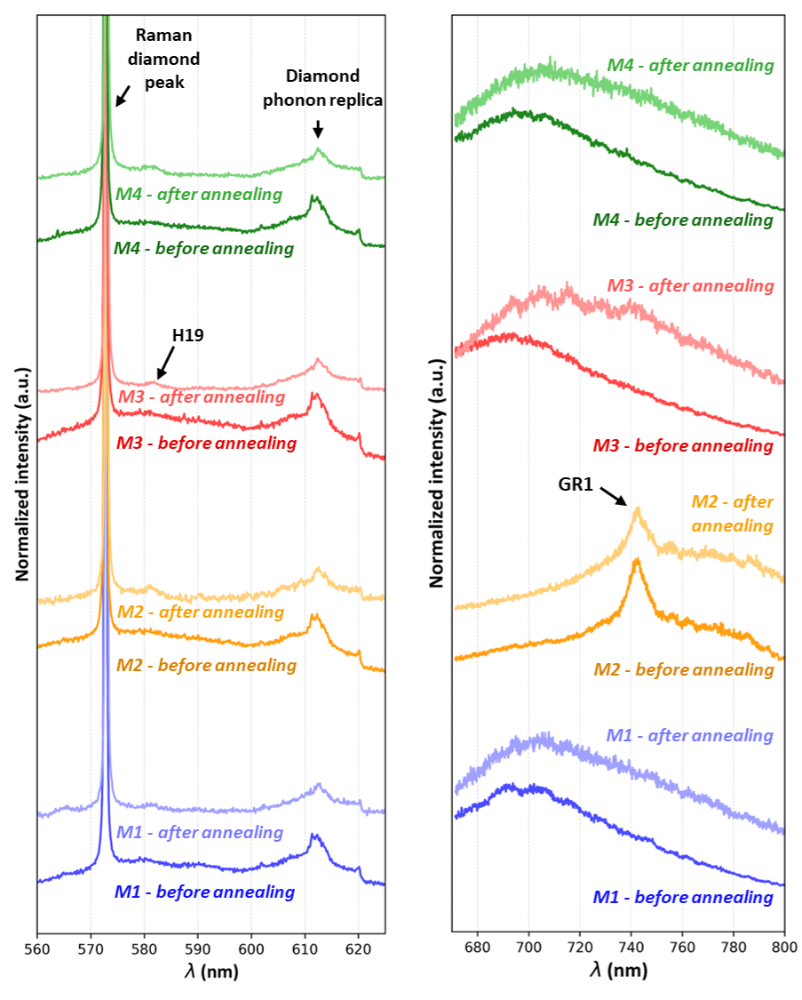 Raman
diamond
peak
Diamond
phonon replica
M4 - after annealing
M4 - before annealing
H19
M3 - after annealing
M3 - before annealing
M2 - after annealing
M2 - before annealing
M1 - after annealing
M1 - before annealing
Normalized intensity (a.u.)
560 570 580 590 600 610 620
λ (nm)
M4 - after annealing
M4 - before annealing
M3 - after annealing
M3 - before annealing
GR1
M2 - after
annealing
M2 - before annealing
M1 - after annealing
M1 - before annealing
Normalized intensity (a.u.)
680 700 720 740 760 780 800
λ (nm)